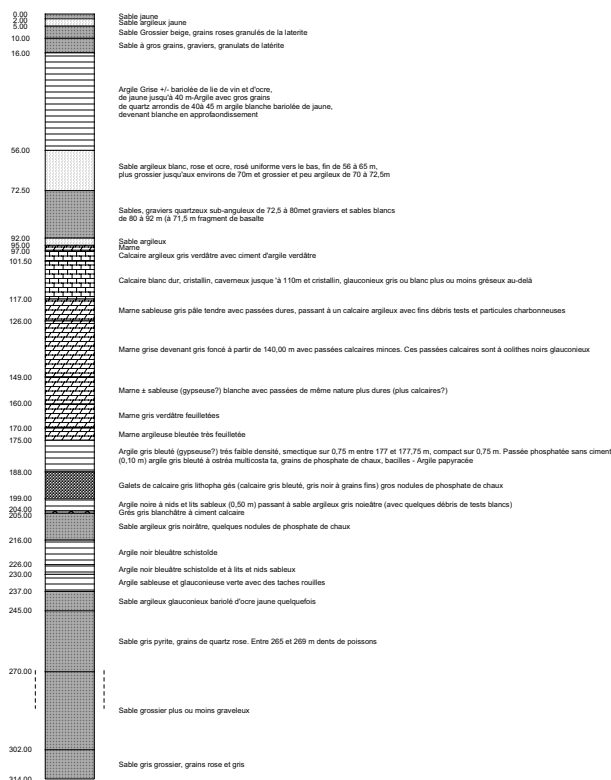 0.00
Sable jaune
2.00
Sable argileux jaune
5.00
Sable Grossier beige, grains roses granulés de la laterite
10.00
Sable à gros grains, graviers, granulats de latérite
16.00
Argile Grise +/- bariolée de lie de vin et d'ocre,
de jaune jusqu'à 40 m-Argile avec gros grains
de quartz arrondis de 40à 45 m argile blanche bariolée de jaune,
devenant blanche en approfaondissement
56.00
Sable argileux blanc, rose et ocre, rosé uniforme vers le bas, fin de 56 à 65 m,
plus grossier jusqu'aux environs de 70m et grossier et peu argileux de 70 à 72,5m
72.50
Sables, graviers quartzeux sub-anguleux de 72,5 à 80met graviers et sables blancs
de 80 à 92 m (à 71,5 m fragment de basalte
92.00
Sable argileux
95.00
Marne
97.00
Calcaire argileux gris verdâtre avec ciment d'argile verdâtre
101.50
Calcaire blanc dur, cristallin, caverneux jusque 'à 110m et cristallin, glauconieux gris ou blanc plus ou moins gréseux au-delà
117.00
Marne sableuse gris pâle tendre avec passées dures, passant à un calcaire argileux avec fins débris tests et particules charbonneuses
126.00
Marne grise devenant gris foncé à partir de 140,00 m avec passées calcaires minces. Ces passées calcaires sont à oolithes noirs glauconieux
149.00
Marne ± sableuse (gypseuse?) blanche avec passées de même nature plus dures (plus calcaires?)
160.00
Marne gris verdâtre feuilletées
170.00
Marne argileuse bleutée très feuilletée
175.00
Argile gris bleuté (gypseuse?) trés faible densité, smectique sur 0,75 m entre 177 et 177,75 m, compact sur 0,75 m. Passée phosphatée sans ciment
(0,10 m) argile gris bleuté à ostréa multicosta ta, grains de phosphate de chaux, bacilles - Argile papyracée
188.00
Galets de calcaire gris lithopha gés (calcaire gris bleuté, gris noir à grains fins) gros nodules de phosphate de chaux
199.00
Argile noire à nids et lits sableux (0,50 m) passant à sable argileux gris noieâtre (avec quelques débris de tests blancs)
204.00
Grés gris blanchâtre à ciment calcaire
205.00
Sable argileux gris noirâtre, quelques nodules de phosphate de chaux
216.00
Argile noir bleuâtre schistoïde
226.00
Argile noir bleuâtre schistoïde et à lits et nids sableux
230.00
Argile sableuse et glauconieuse verte avec des taches rouilles
237.00
Sable argileux glauconieux bariolé d'ocre jaune quelquefois
245.00
Sable gris pyrite, grains de quartz rose. Entre 265 et 269 m dents de poissons
270.00
Sable grossier plus ou moins graveleux
302.00
Sable gris grossier, grains rose et gris
314.00